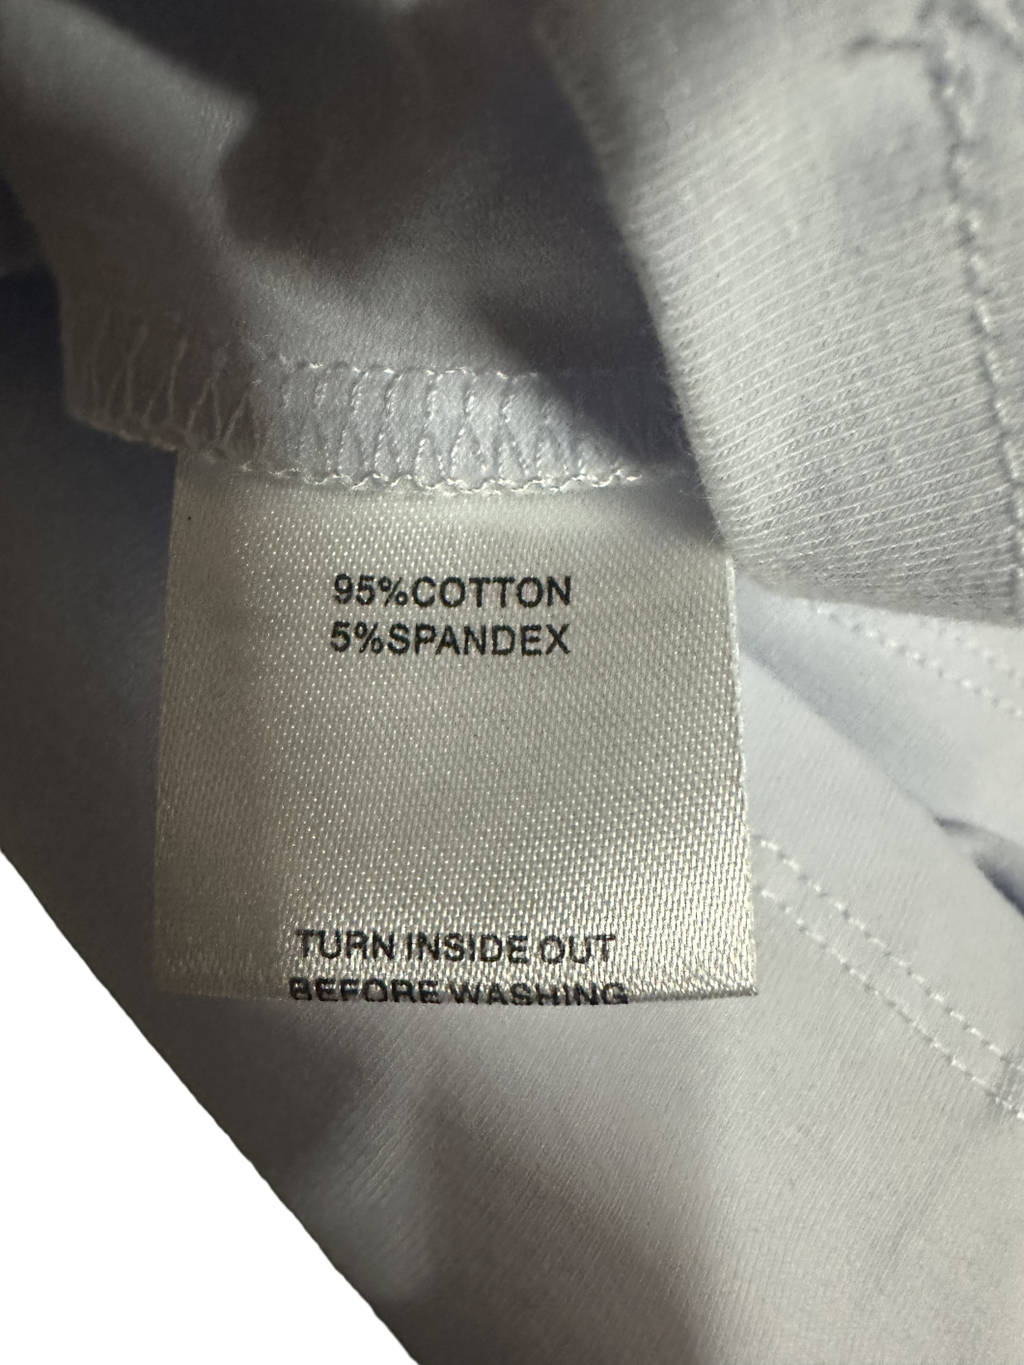 95%COTTON
5%SPANDEX
TURN INSIDE OUT
BEFORE WASHING